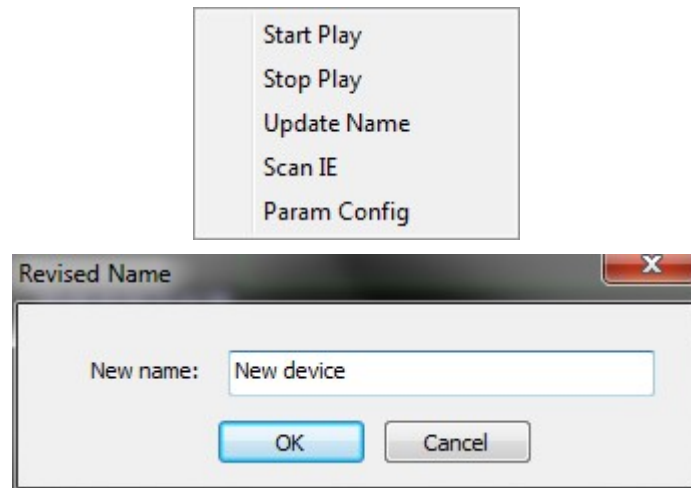 Start Play
Stop Play
Update Name
Scan IE
Param Config
Revised Name
New name: New device
OK Cancel